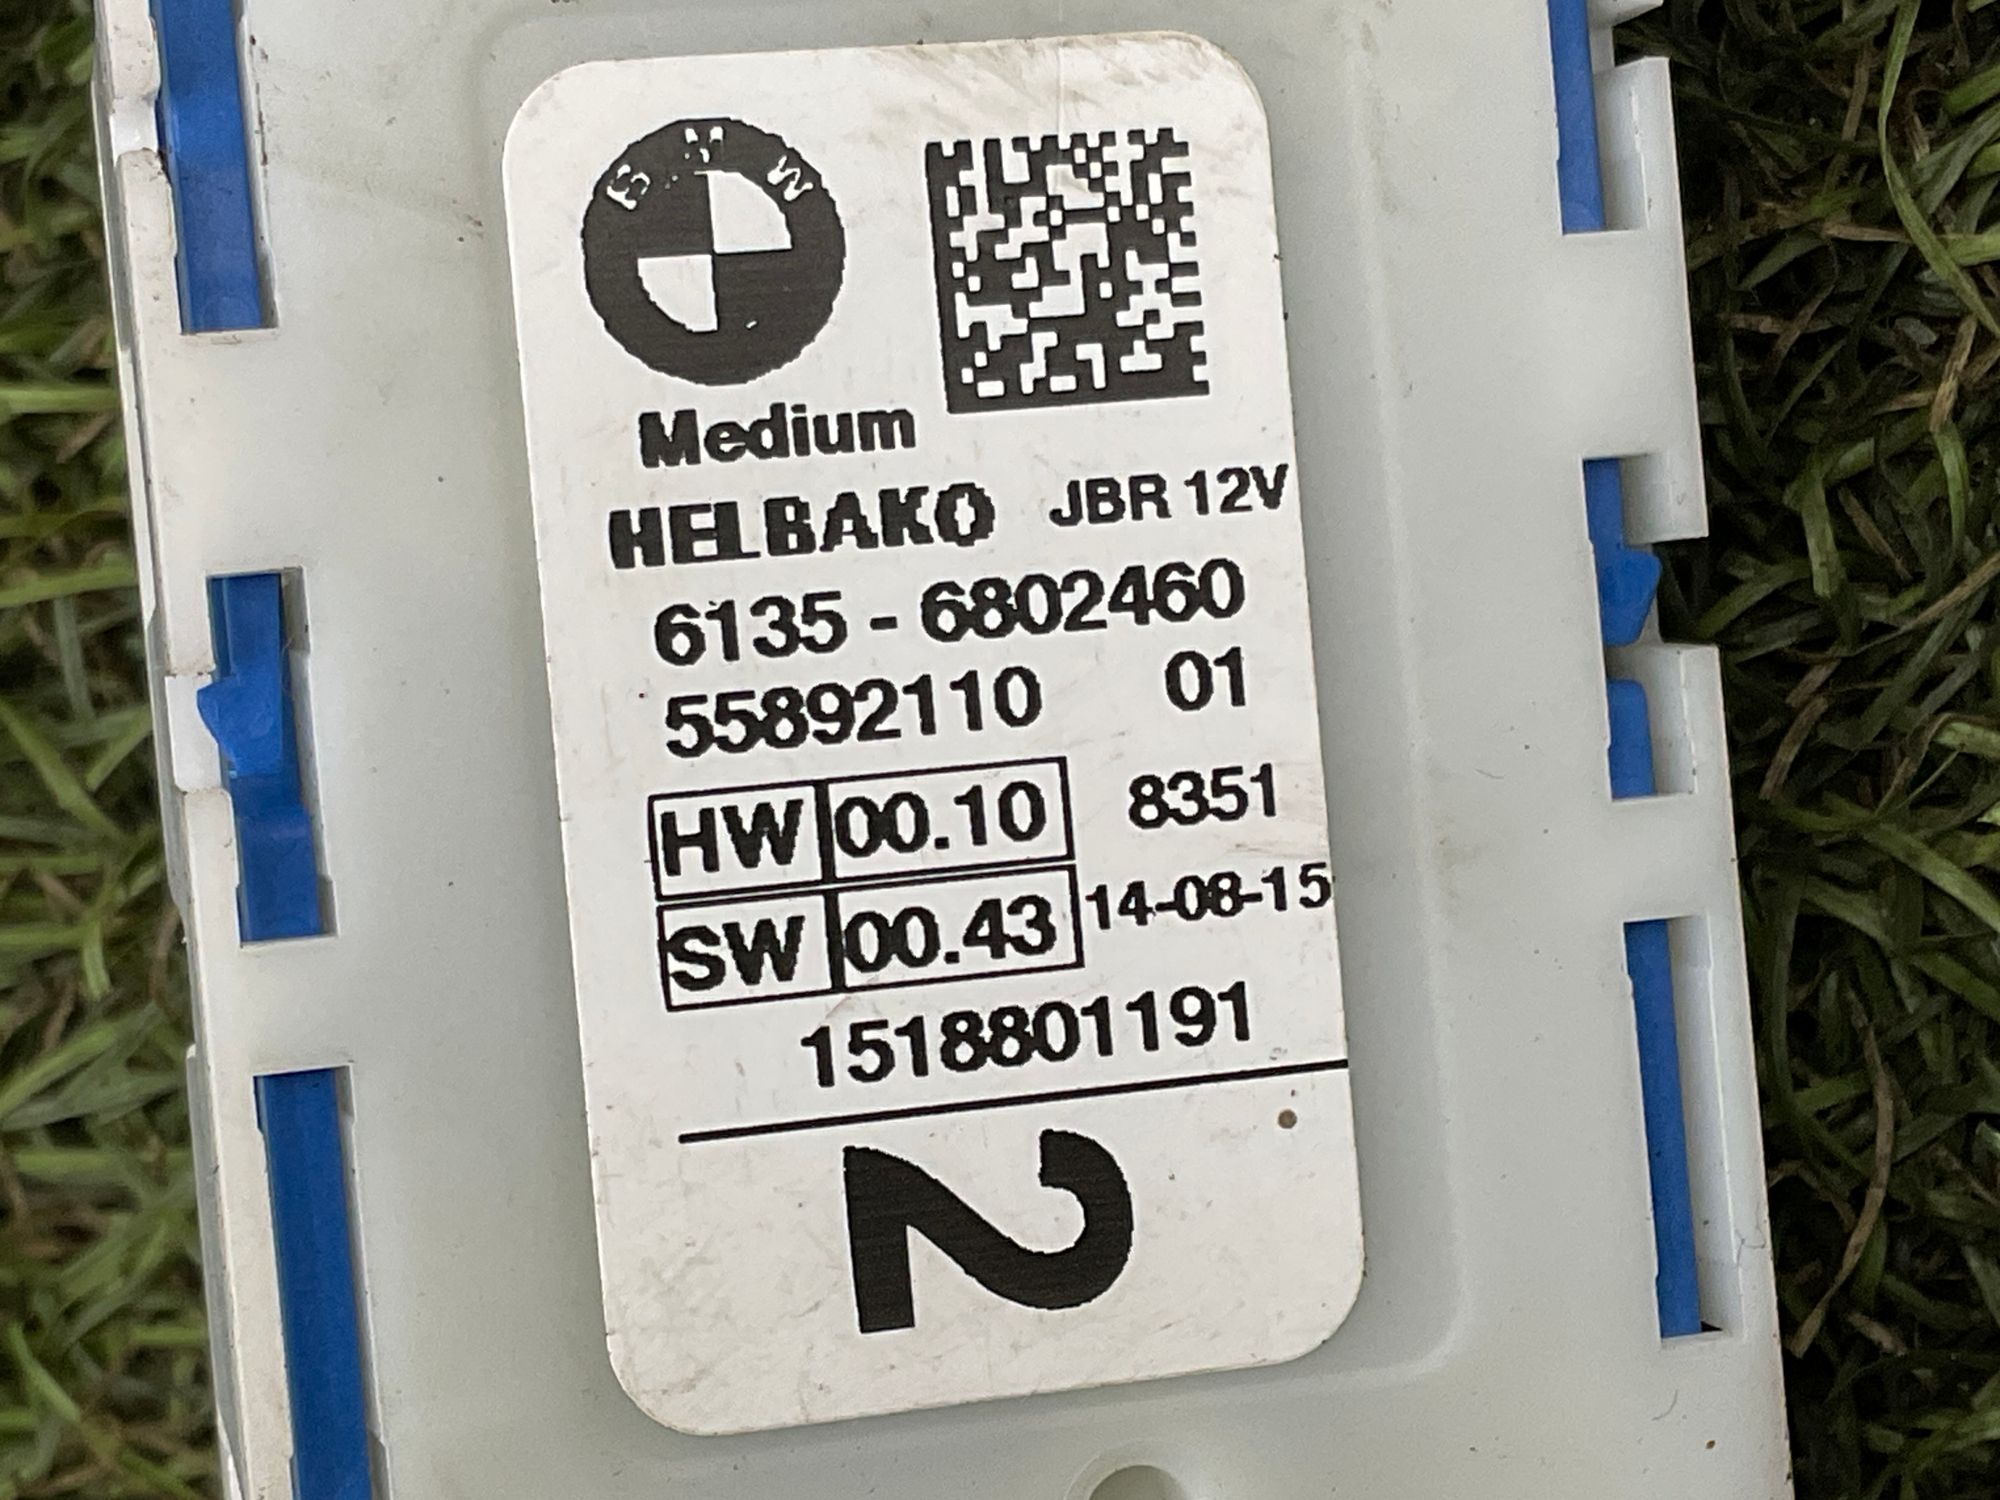 BMW
Medium
HELBAKO JBR 12V
6135 - 6802460
55892110 01
HW 00.10 8351
SW 00.43 14-08-15
1518801191
2